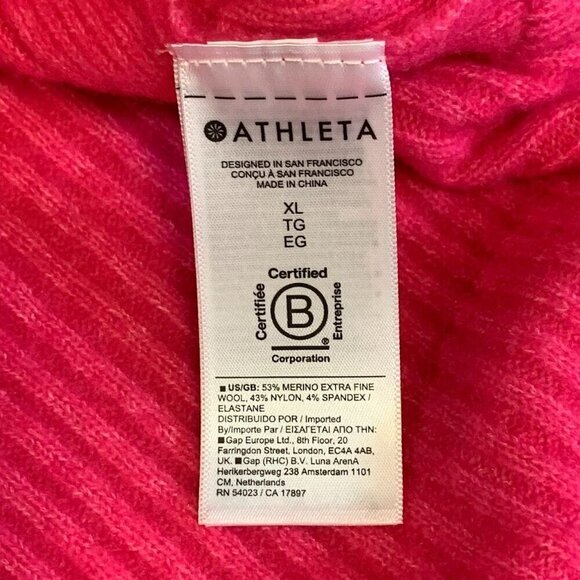 ATHLETA
DESIGNED IN SAN FRANCISCO
CONÇU À SAN FRANCISCO
MADE IN CHINA
XL
TG
EG
Certified
Certifiée
B
Entreprise
®
Corporation
■ US/GB: 53% MERINO EXTRA FINE
WOOL, 43% NYLON, 4% SPANDEX /
ELASTANE
DISTRIBUIDO POR / Imported
By/Importe Par / ΕΙΣΑΓΕΤΑΙ ΑΠΟ ΤΗΝ:
■ Gap Europe Ltd., 8th Floor, 20
Farringdon Street, London, EC4A 4AB,
UK. ■ Gap (RHC) B.V. Luna ArenA
Herikerbergweg 238 Amsterdam 1101
CM, Netherlands
RN 54023 / CA 17897